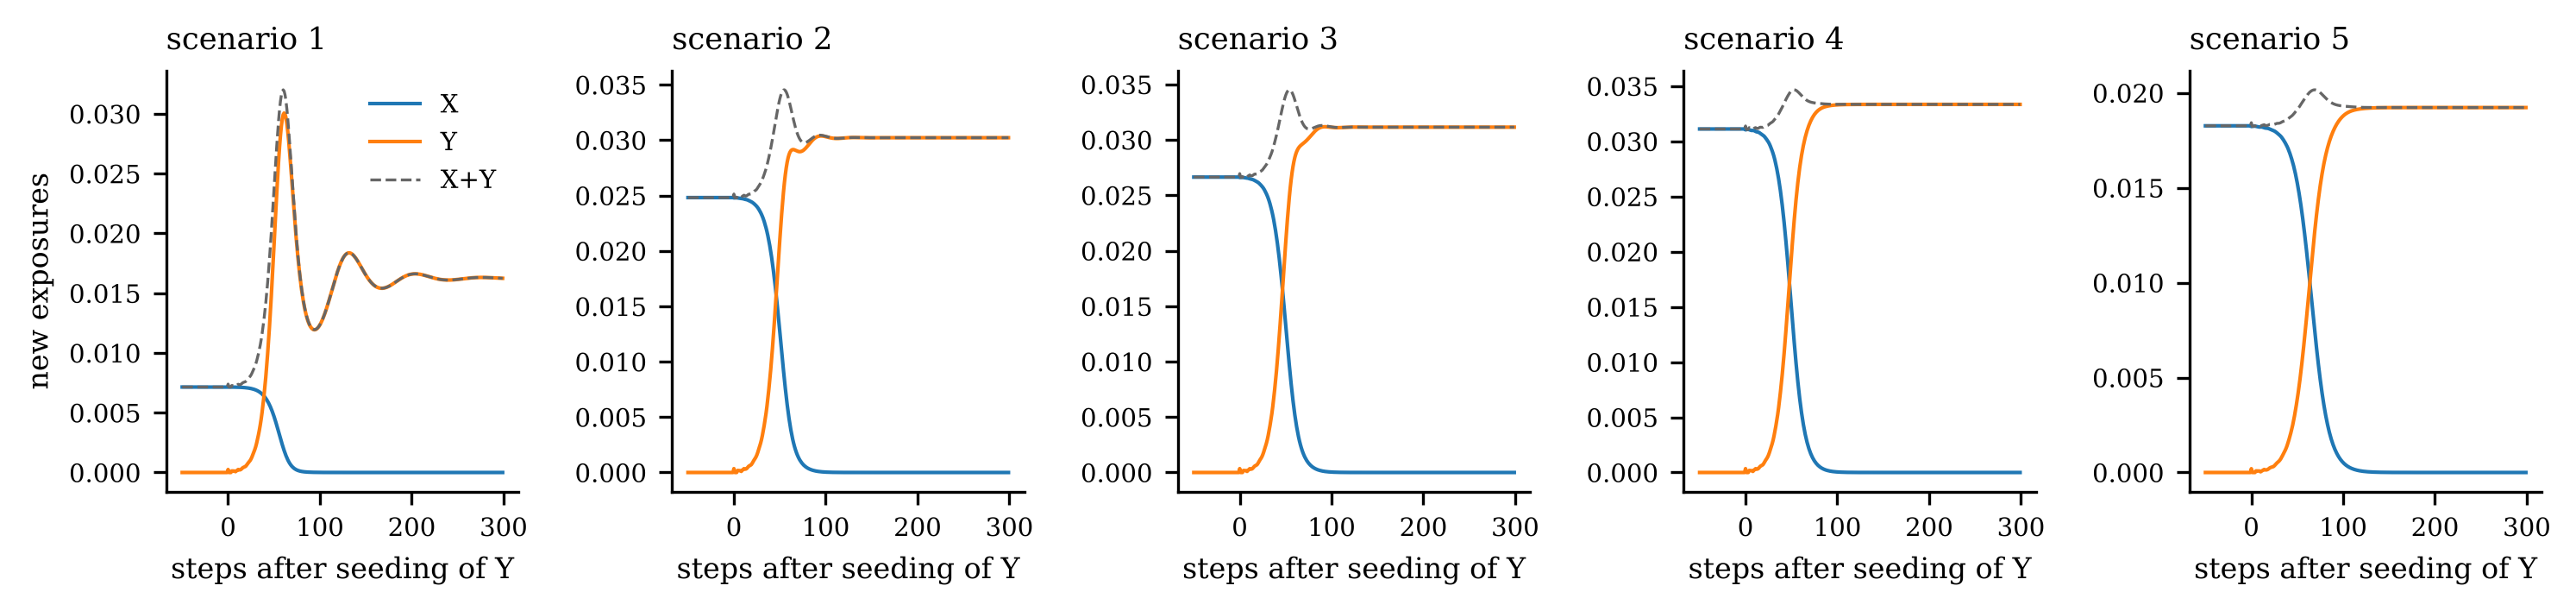 scenario 1
new exposures
0.030
0.025
0.020
0.015
0.010
0.005
0.000
X
Y
X+Y
0 100 200 300
steps after seeding of Y
scenario 2
0.035
0.030
0.025
0.020
0.015
0.010
0.005
0.000
0 100 200 300
steps after seeding of Y
scenario 3
0.035
0.030
0.025
0.020
0.015
0.010
0.005
0.000
0 100 200 300
steps after seeding of Y
scenario 4
0.035
0.030
0.025
0.020
0.015
0.010
0.005
0.000
0 100 200 300
steps after seeding of Y
scenario 5
0.020
0.015
0.010
0.005
0.000
0 100 200 300
steps after seeding of Y